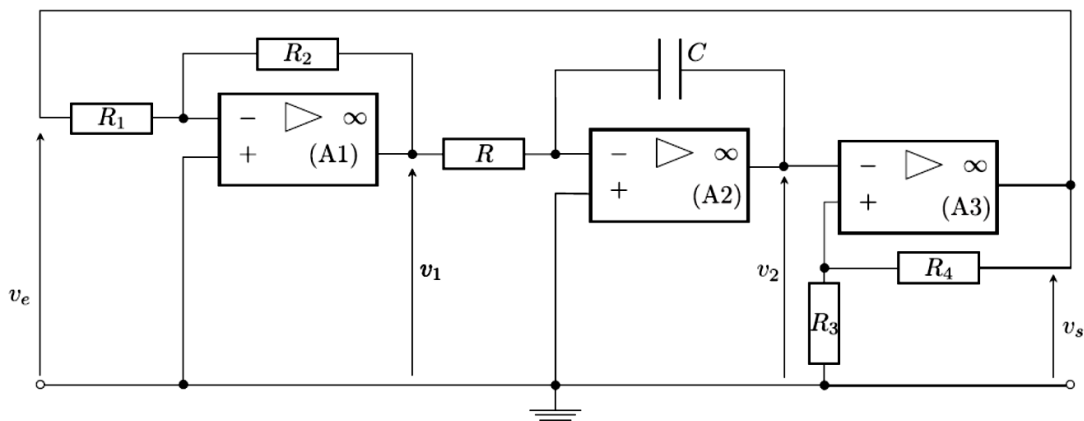 R₂
C
R₁
− ▷ ∞
+ (A1)
R
− ▷ ∞
+ (A2)
− ▷ ∞
+ (A3)
R₄
R₃
vₑ
v₁
v₂
vₛ